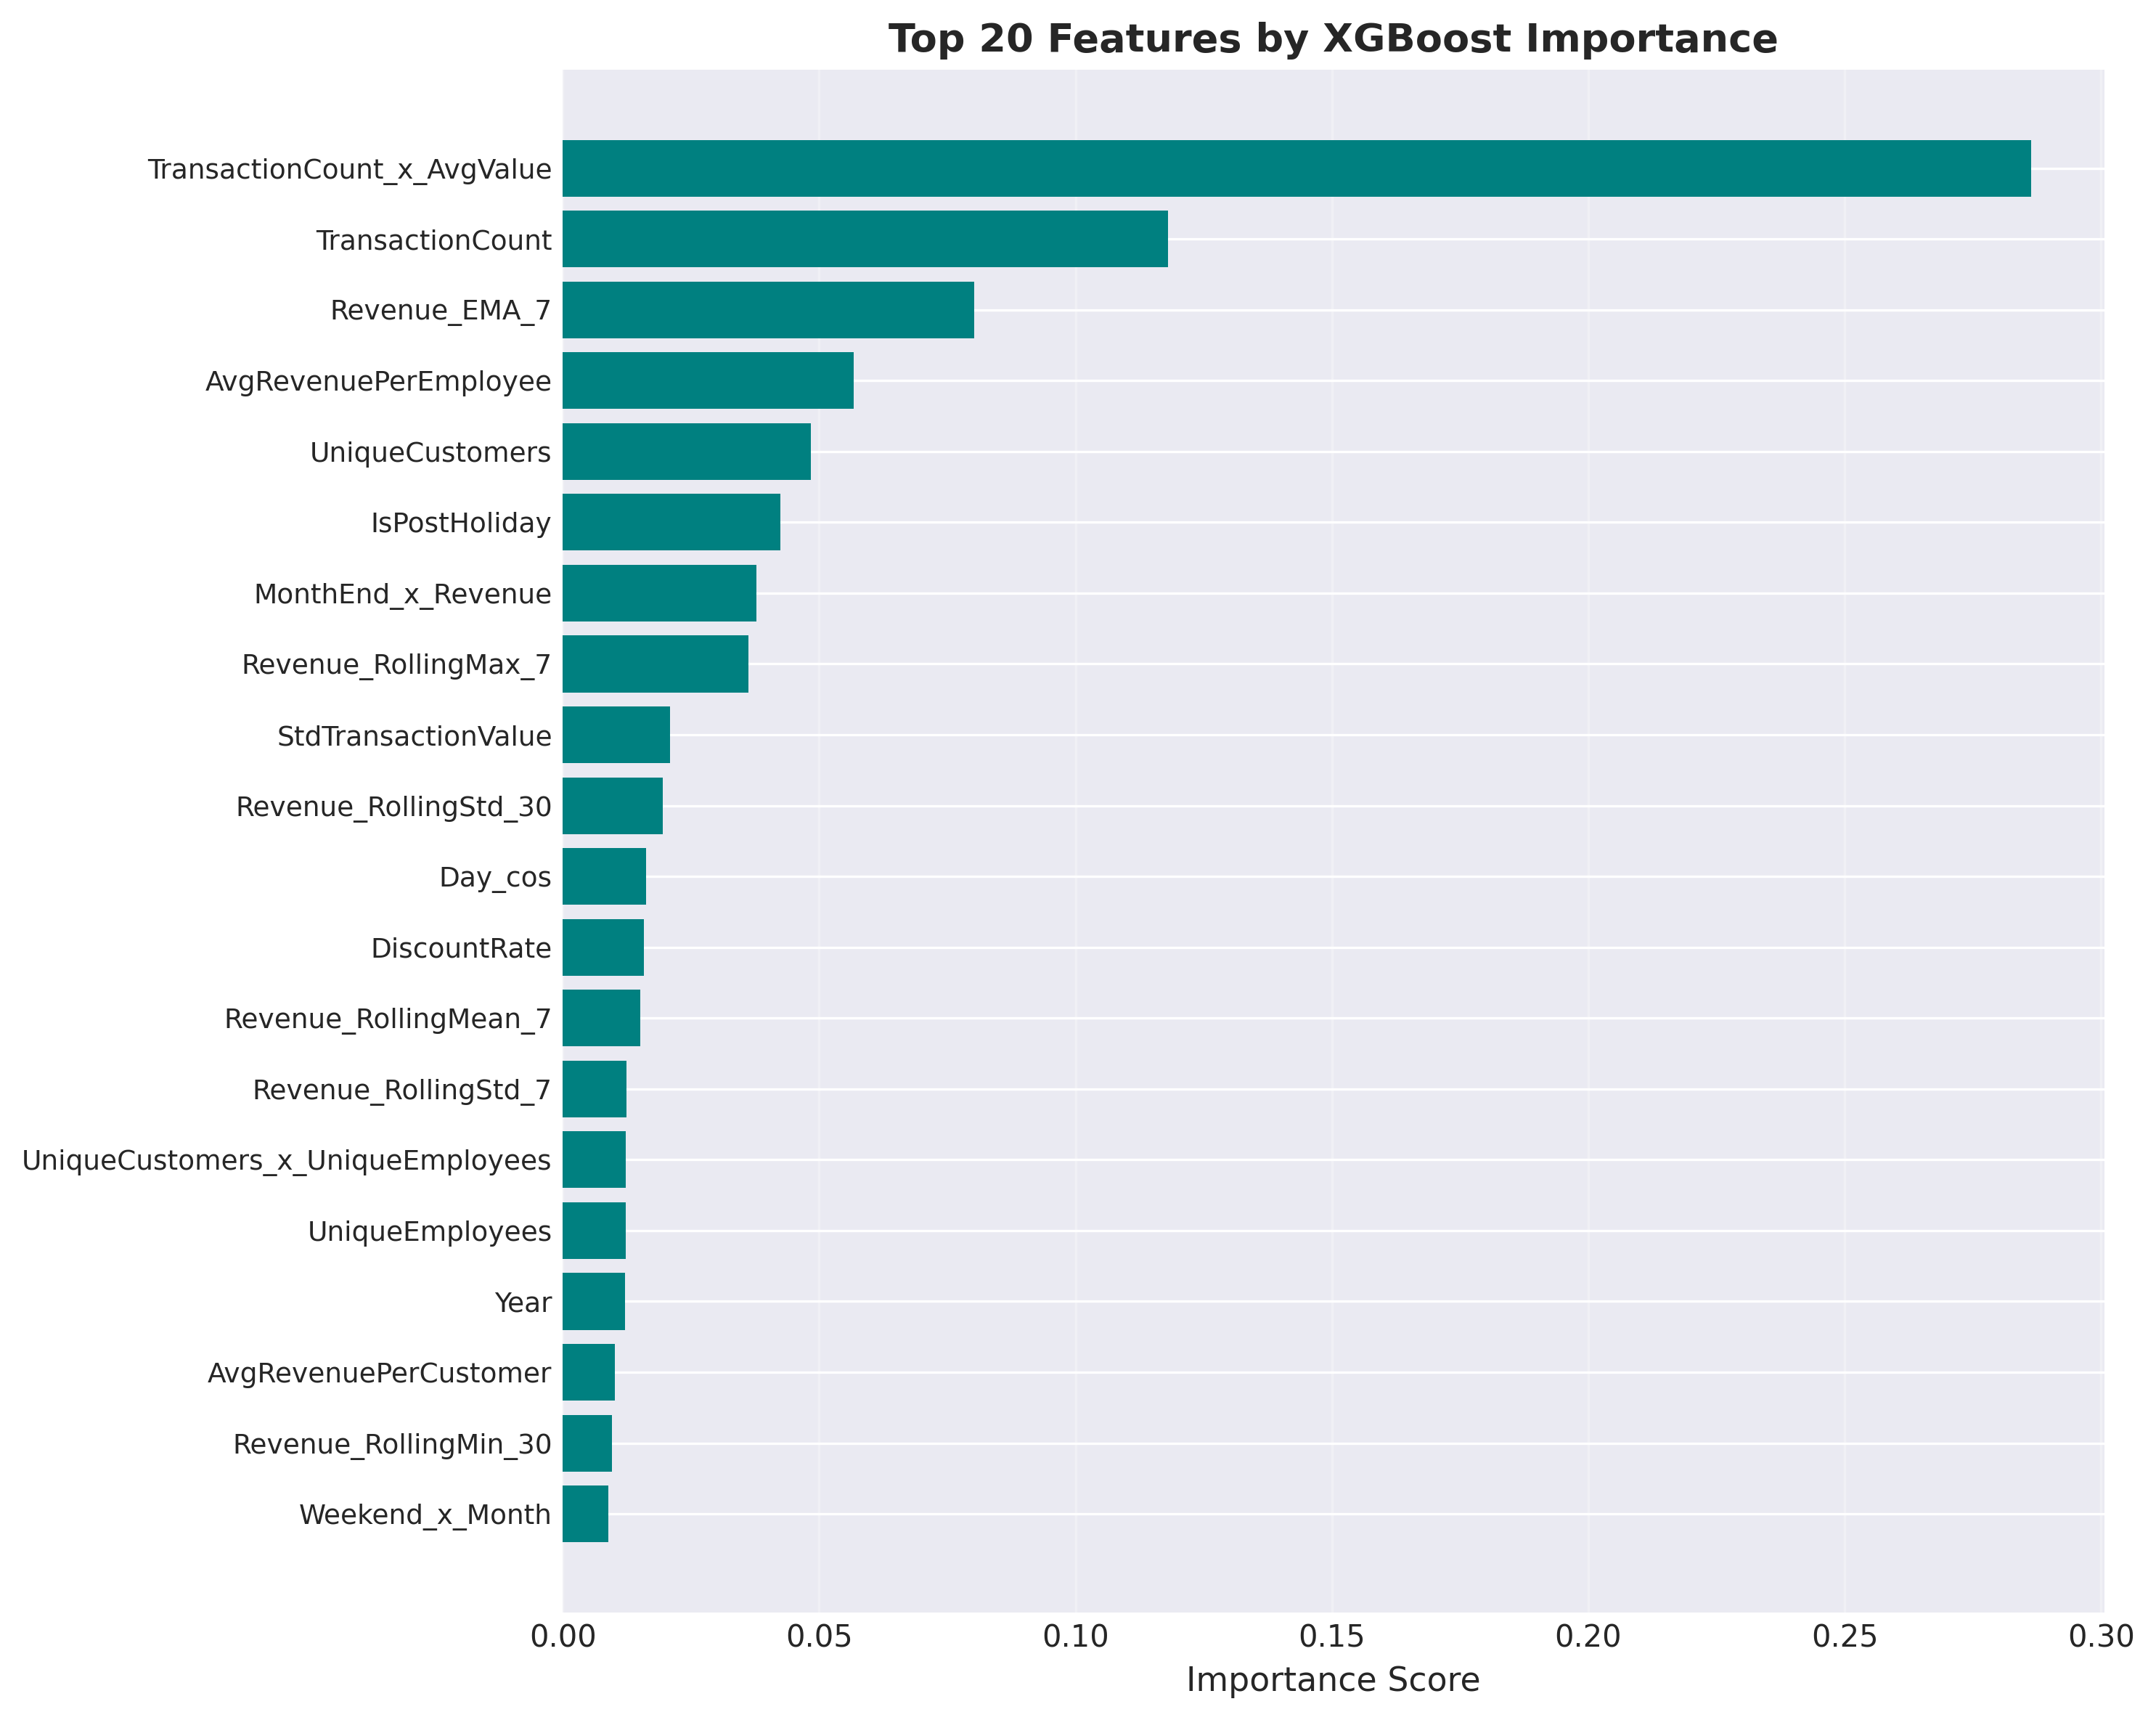 Top 20 Features by XGBoost Importance
TransactionCount_x_AvgValue
TransactionCount
Revenue_EMA_7
AvgRevenuePerEmployee
UniqueCustomers
IsPostHoliday
MonthEnd_x_Revenue
Revenue_RollingMax_7
StdTransactionValue
Revenue_RollingStd_30
Day_cos
DiscountRate
Revenue_RollingMean_7
Revenue_RollingStd_7
UniqueCustomers_x_UniqueEmployees
UniqueEmployees
Year
AvgRevenuePerCustomer
Revenue_RollingMin_30
Weekend_x_Month
0.00 0.05 0.10 0.15 0.20 0.25 0.30
Importance Score